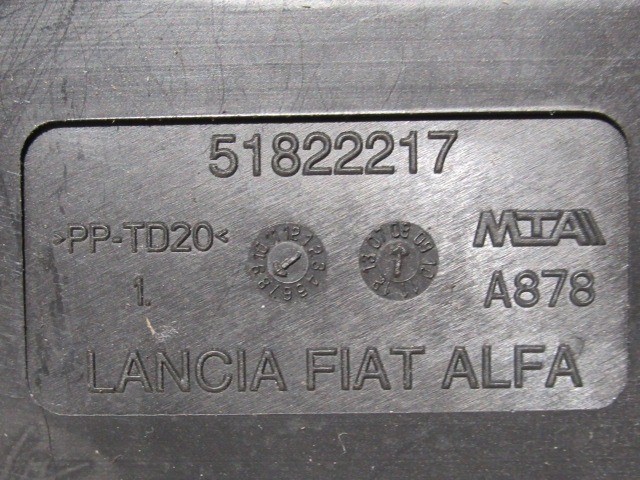 51822217
>PP-TD20< MTA
1. A878
LANCIA FIAT ALFA